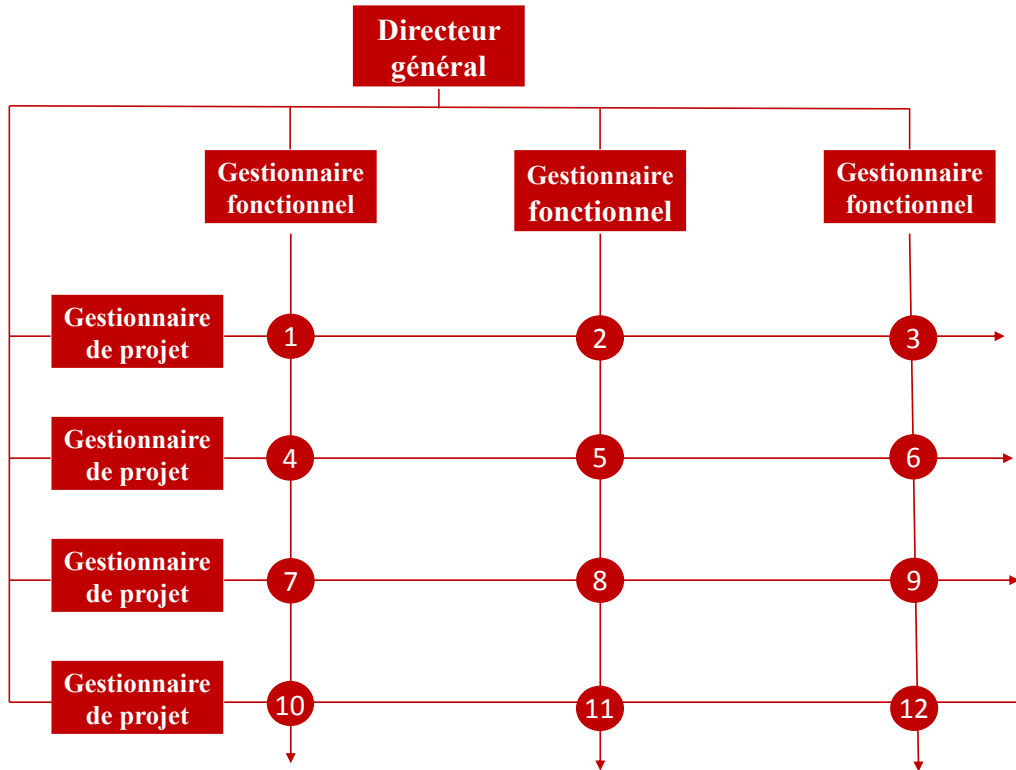 Directeur
général
Gestionnaire
fonctionnel
Gestionnaire
fonctionnel
Gestionnaire
fonctionnel
Gestionnaire
de projet
1
2
3
Gestionnaire
de projet
4
5
6
Gestionnaire
de projet
7
8
9
Gestionnaire
de projet
10
11
12